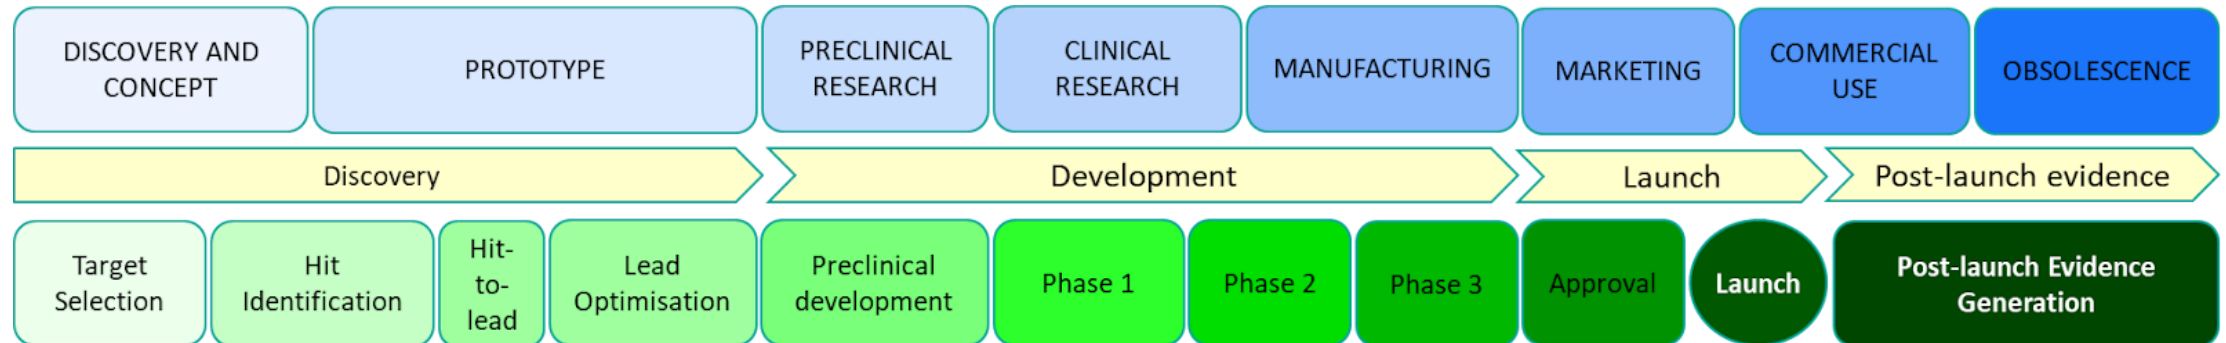 DISCOVERY AND
CONCEPT
PROTOTYPE
PRECLINICAL
RESEARCH
CLINICAL
RESEARCH
MANUFACTURING
MARKETING
COMMERCIAL
USE
OBSOLESCENCE
Discovery
Development
Launch
Post-launch evidence
Target
Selection
Hit
Identification
Hit-
to-
lead
Lead
Optimisation
Preclinical
development
Phase 1
Phase 2
Phase 3
Approval
Launch
Post-launch Evidence
Generation